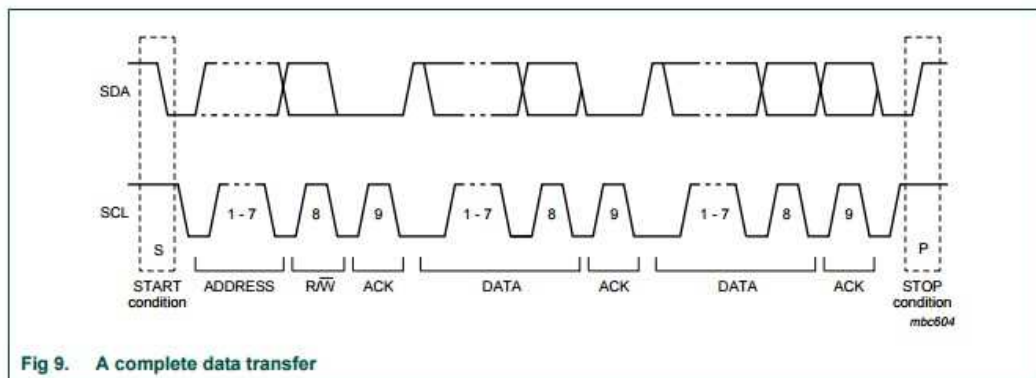 SDA
SCL
1 - 7
8
9
1 - 7
8
9
1 - 7
8
9
S
P
START
condition
ADDRESS
R/W̅
ACK
DATA
ACK
DATA
ACK
STOP
condition
mbc604
Fig 9. A complete data transfer